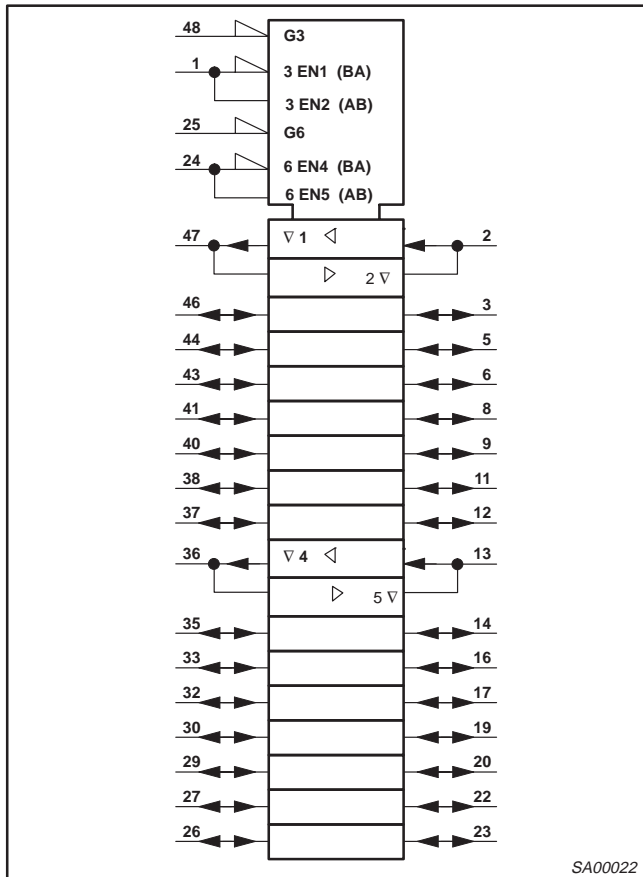 48 G3
1 3 EN1 (BA)
3 EN2 (AB)
25 G6
24 6 EN4 (BA)
6 EN5 (AB)
47 ∇ 1 ◁ 2
▷ 2 ∇
46 3
44 5
43 6
41 8
40 9
38 11
37 12
36 ∇ 4 ◁ 13
▷ 5 ∇
35 14
33 16
32 17
30 19
29 20
27 22
26 23
SA00022